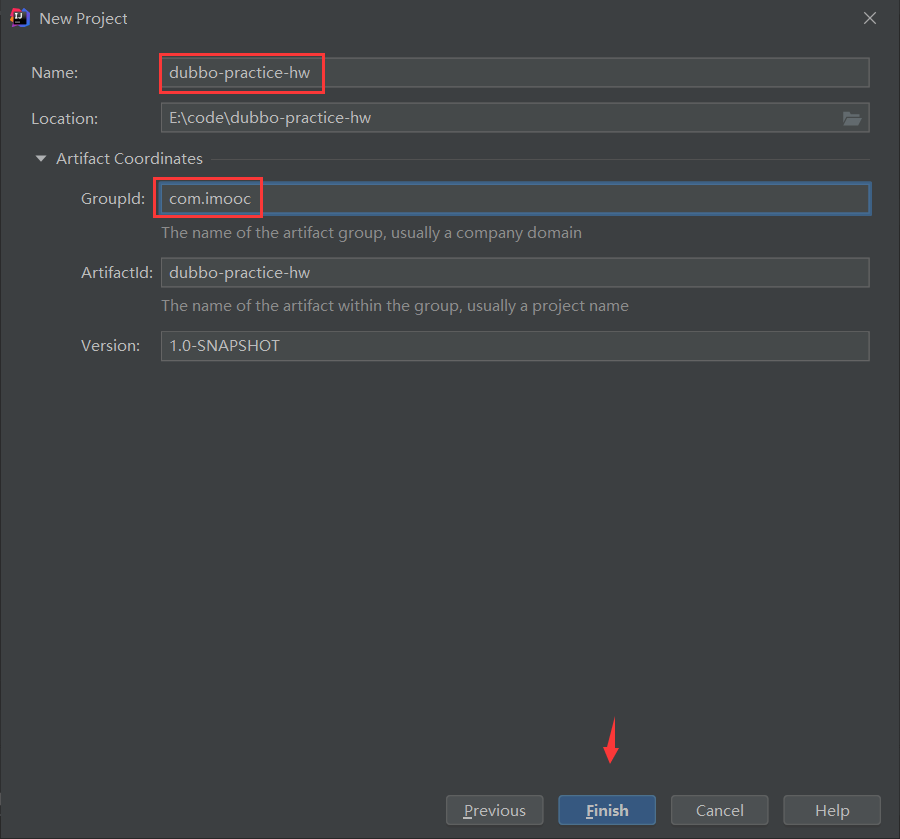 New Project
Name: dubbo-practice-hw
Location: E:\code\dubbo-practice-hw
Artifact Coordinates
GroupId: com.imooc
The name of the artifact group, usually a company domain
ArtifactId: dubbo-practice-hw
The name of the artifact within the group, usually a project name
Version: 1.0-SNAPSHOT
Previous Finish Cancel Help